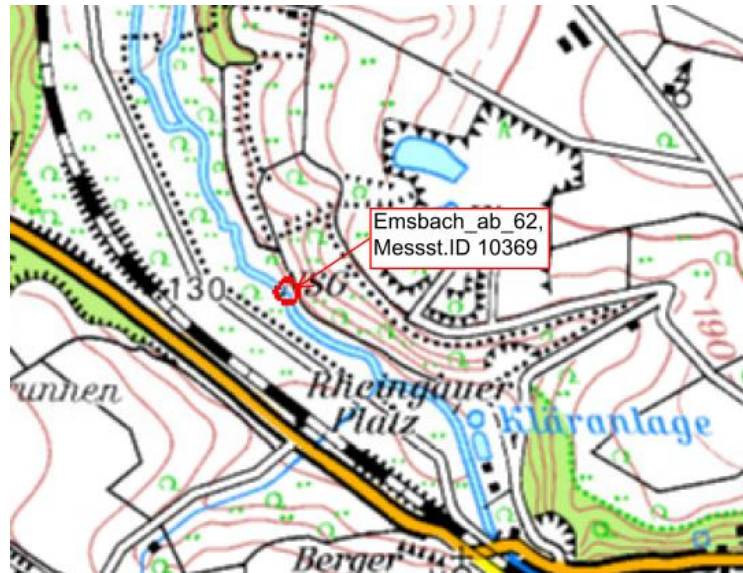 Emsbach_ab_62,
Messst.ID 10369
130
190
Rheingauer
Platz
Kläranlage
Berger